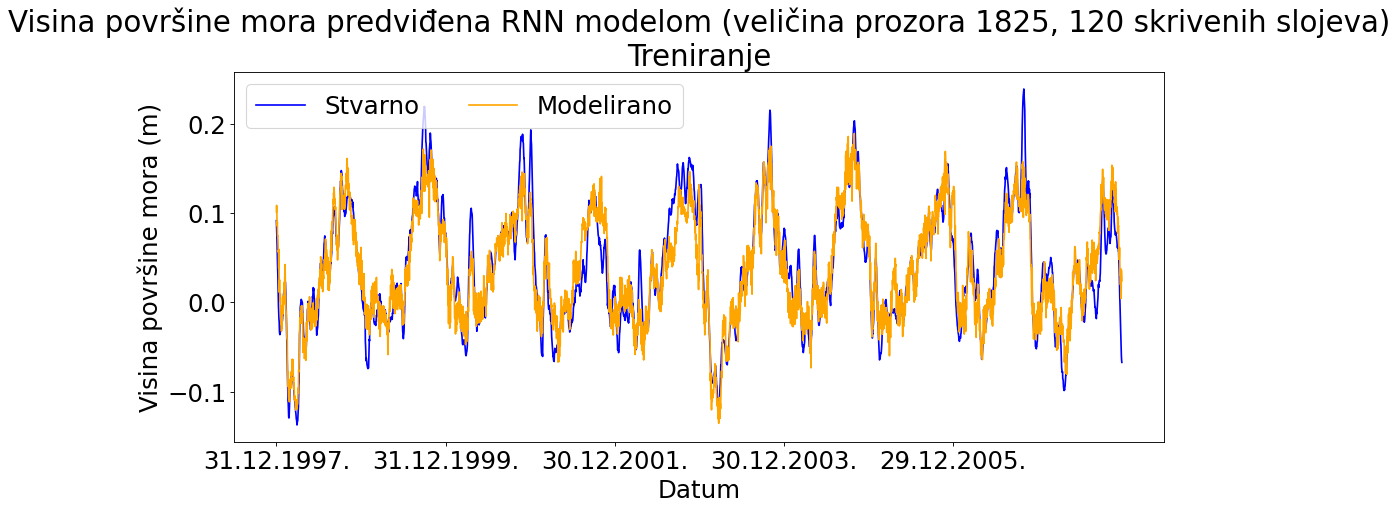 Visina površine mora predviđena RNN modelom (veličina prozora 1825, 120 skrivenih slojeva)
Treniranje
Stvarno Modelirano
Visina površine mora (m)
0.2
0.1
0.0
−0.1
31.12.1997. 31.12.1999. 30.12.2001. 30.12.2003. 29.12.2005.
Datum